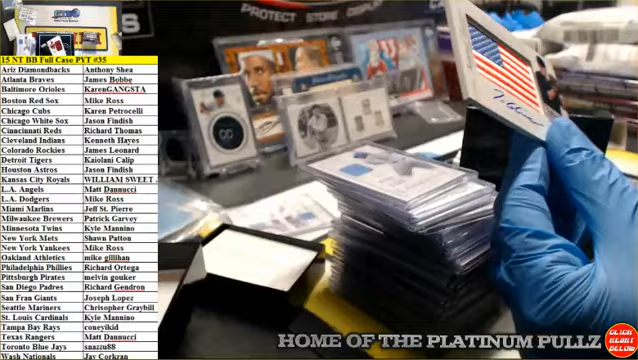 PROTECT STORE DISPLAY
15 NT BB Full Case PYT #35
Ariz Diamondbacks Anthony Shea
Atlanta Braves James Bobbe
Baltimore Orioles KarenGANGSTA
Boston Red Sox Mike Ross
Chicago Cubs Karen Petrocelli
Chicago White Sox Jason Findish
Cinncinnati Reds Richard Thomas
Cleveland Indians Kenneth Hayes
Colorado Rockies James Leonard
Detroit Tigers Kaiolani Calip
Houston Astros Jason Findish
Kansas City Royals WILLIAM SWEET J
L.A. Angels Matt Dannucci
L.A. Dodgers Mike Ross
Miami Marlins Jeff St. Pierre
Milwaukee Brewers Patrick Garvey
Minnesota Twins Kyle Mannino
New York Mets Shawn Patton
New York Yankees Mike Ross
Oakland Athletics mike gillihan
Philadelphia Phillies Richard Ortega
Pittsburgh Pirates melvin gouker
San Diego Padres Richard Gendron
San Fran Giants Joseph Lopez
Seattle Mariners Chrisopher Graybill
St. Louis Cardinals Kyle Mannino
Tampa Bay Rays coneyikid
Texas Rangers Matt Dannucci
Toronto Blue Jays snazzu88
Wash Nationals Jay Corkran
HOME OF THE PLATINUM PULLZ
CLICK
HEART
BELOW